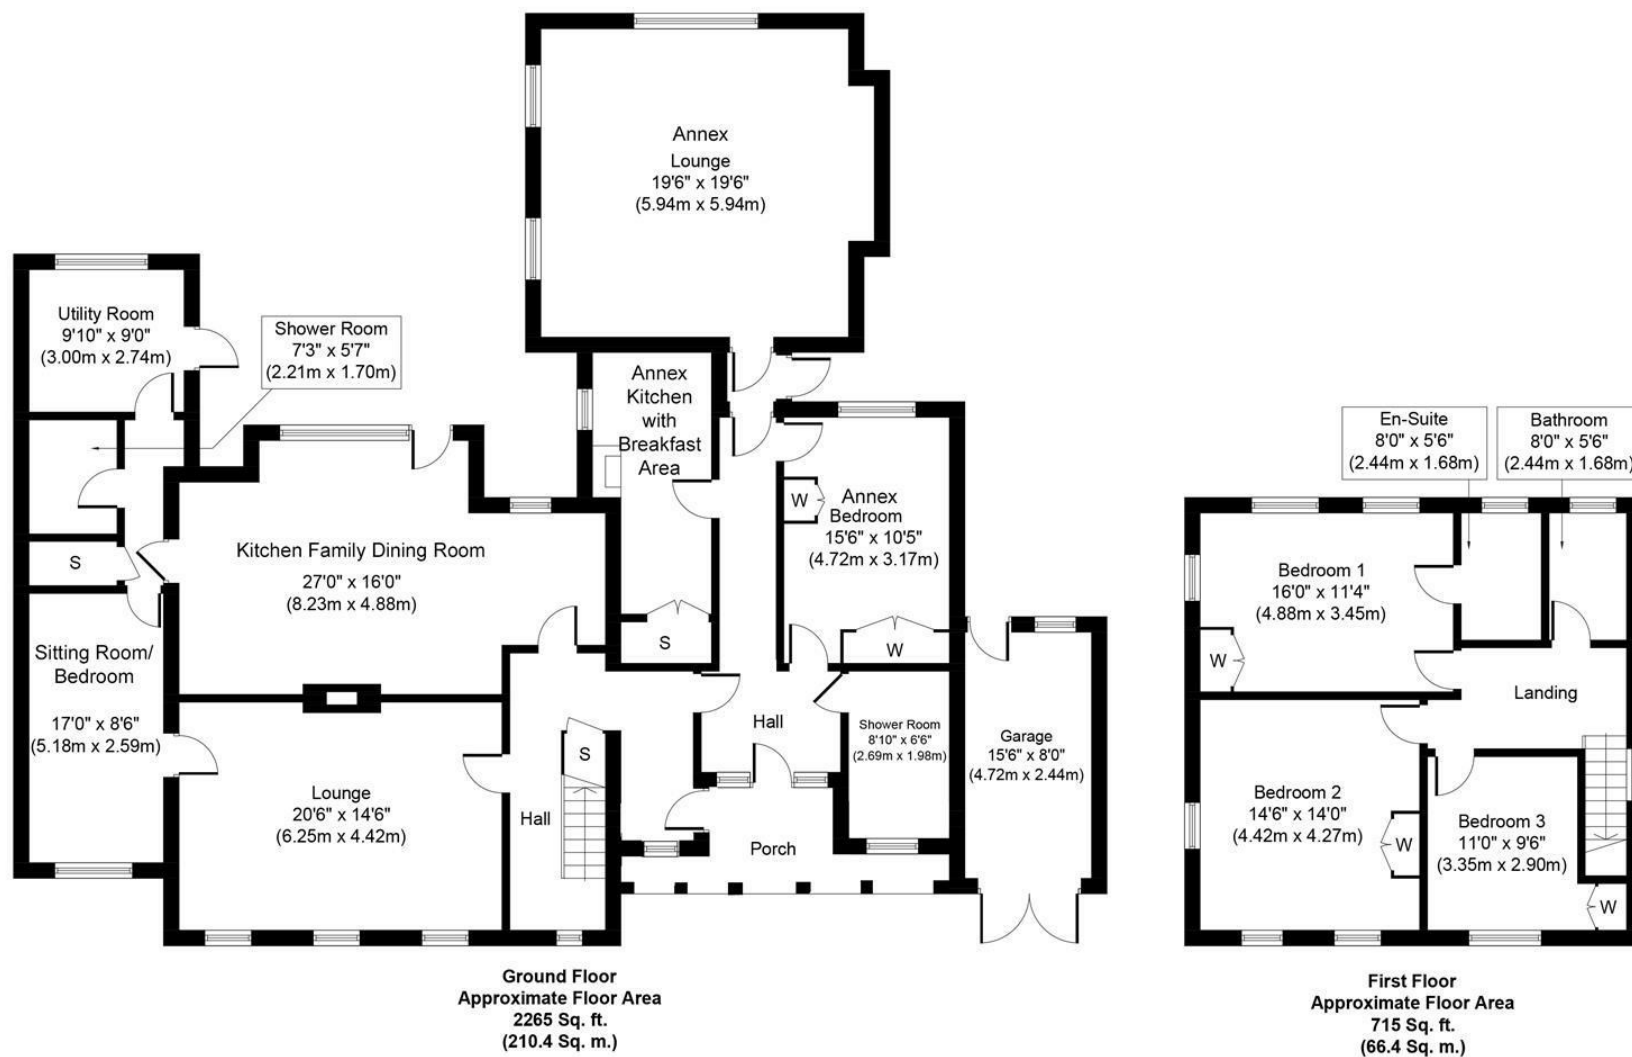 Annex
Lounge
19'6" x 19'6"
(5.94m x 5.94m)
Utility Room
9'10" x 9'0"
(3.00m x 2.74m)
Shower Room
7'3" x 5'7"
(2.21m x 1.70m)
Annex
Kitchen
with
Breakfast
Area
S
W
Annex
Bedroom
15'6" x 10'5"
(4.72m x 3.17m)
W
Kitchen Family Dining Room
27'0" x 16'0"
(8.23m x 4.88m)
S
Sitting Room/
Bedroom
17'0" x 8'6"
(5.18m x 2.59m)
Lounge
20'6" x 14'6"
(6.25m x 4.42m)
Hall
S
Hall
Shower Room
8'10" x 6'6"
(2.69m x 1.98m)
Porch
Garage
15'6" x 8'0"
(4.72m x 2.44m)
Ground Floor
Approximate Floor Area
2265 Sq. ft.
(210.4 Sq. m.)
En-Suite
8'0" x 5'6"
(2.44m x 1.68m)
Bathroom
8'0" x 5'6"
(2.44m x 1.68m)
Bedroom 1
16'0" x 11'4"
(4.88m x 3.45m)
W
Landing
Bedroom 2
14'6" x 14'0"
(4.42m x 4.27m)
W
Bedroom 3
11'0" x 9'6"
(3.35m x 2.90m)
W
First Floor
Approximate Floor Area
715 Sq. ft.
(66.4 Sq. m.)